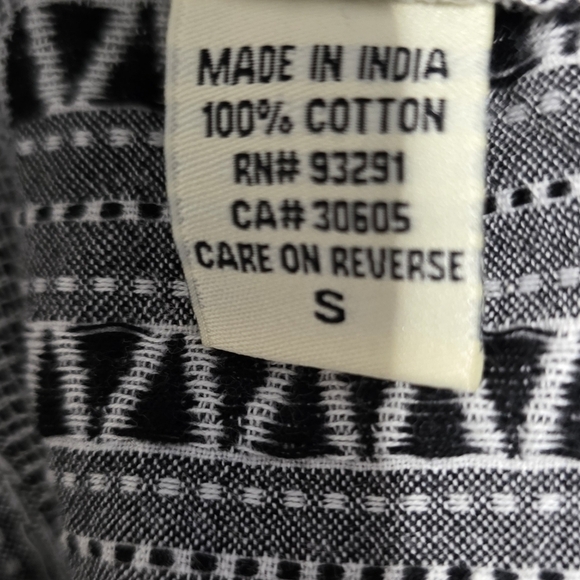 MADE IN INDIA
100% COTTON
RN# 93291
CA# 30605
CARE ON REVERSE
S